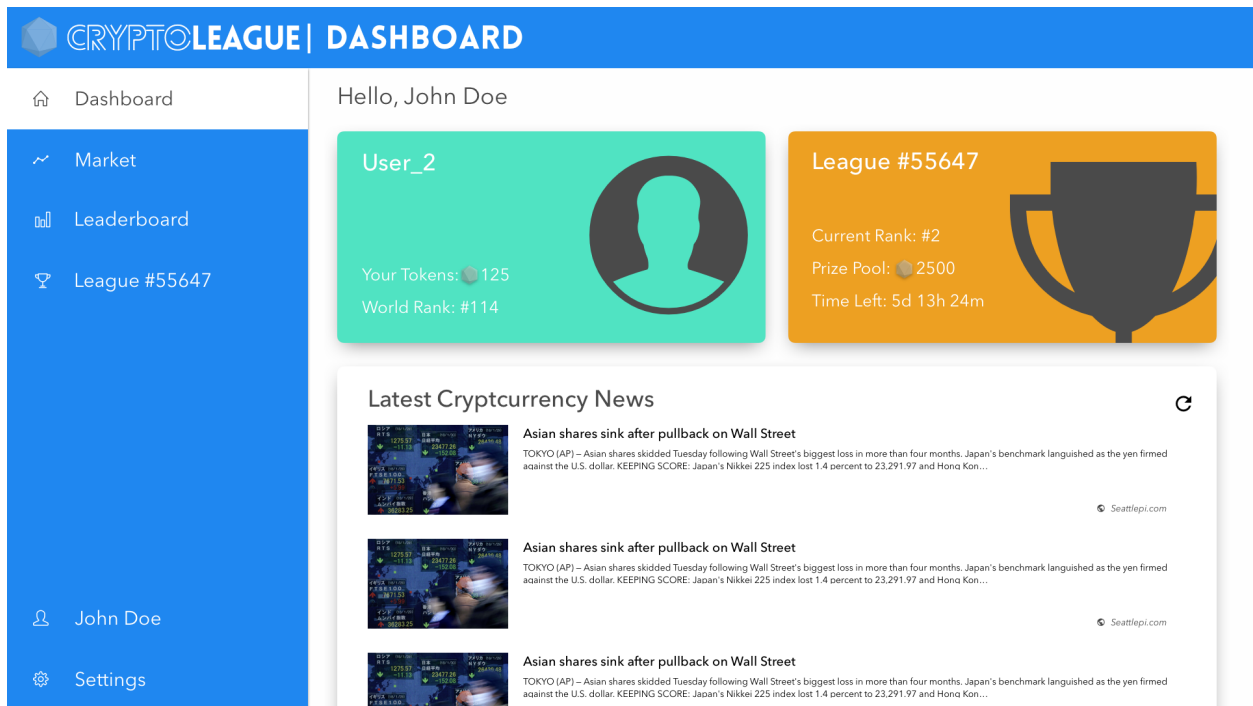 CRYPTOLEAGUE | DASHBOARD
Dashboard
Market
Leaderboard
League #55647
John Doe
Settings
Hello, John Doe
User_2
Your Tokens: 125
World Rank: #114
League #55647
Current Rank: #2
Prize Pool: 2500
Time Left: 5d 13h 24m
Latest Cryptcurrency News
Asian shares sink after pullback on Wall Street
TOKYO (AP) – Asian shares skidded Tuesday following Wall Street's biggest loss in more than four months. Japan's benchmark languished as the yen firmed
against the U.S. dollar. KEEPING SCORE: Japan's Nikkei 225 index lost 1.4 percent to 23,291.97 and Hong Kon...
Seattlepi.com
Asian shares sink after pullback on Wall Street
TOKYO (AP) – Asian shares skidded Tuesday following Wall Street's biggest loss in more than four months. Japan's benchmark languished as the yen firmed
against the U.S. dollar. KEEPING SCORE: Japan's Nikkei 225 index lost 1.4 percent to 23,291.97 and Hong Kon...
Seattlepi.com
Asian shares sink after pullback on Wall Street
TOKYO (AP) – Asian shares skidded Tuesday following Wall Street's biggest loss in more than four months. Japan's benchmark languished as the yen firmed
against the U.S. dollar. KEEPING SCORE: Japan's Nikkei 225 index lost 1.4 percent to 23,291.97 and Hong Kon...